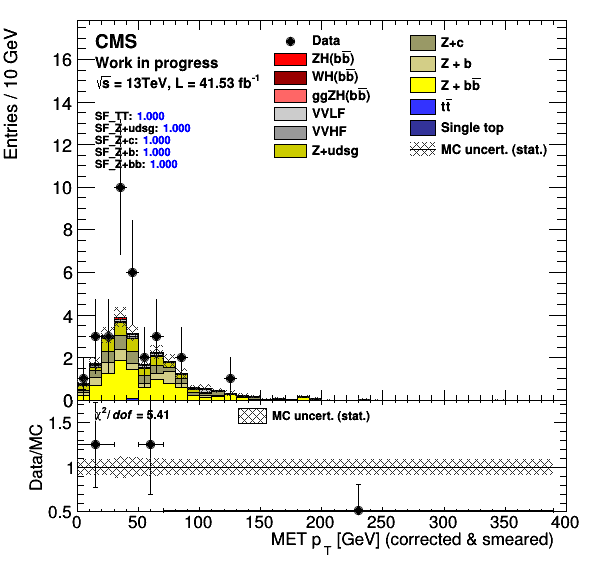 CMS
Work in progress
√s = 13TeV, L = 41.53 fb⁻¹
SF_TT: 1.000
SF_Z+udsg: 1.000
SF_Z+c: 1.000
SF_Z+b: 1.000
SF_Z+bb: 1.000
Data
ZH(bb̅)
WH(bb̅)
ggZH(bb̅)
VVLF
VVHF
Z+udsg
Z+c
Z + b
Z + bb̅
tt̅
Single top
MC uncert. (stat.)
Entries / 10 GeV
16
14
12
10
8
6
4
2
0
χ²/dof = 5.41
MC uncert. (stat.)
Data/MC
1.5
1
0.5
0 50 100 150 200 250 300 350 400
MET p_T [GeV] (corrected & smeared)